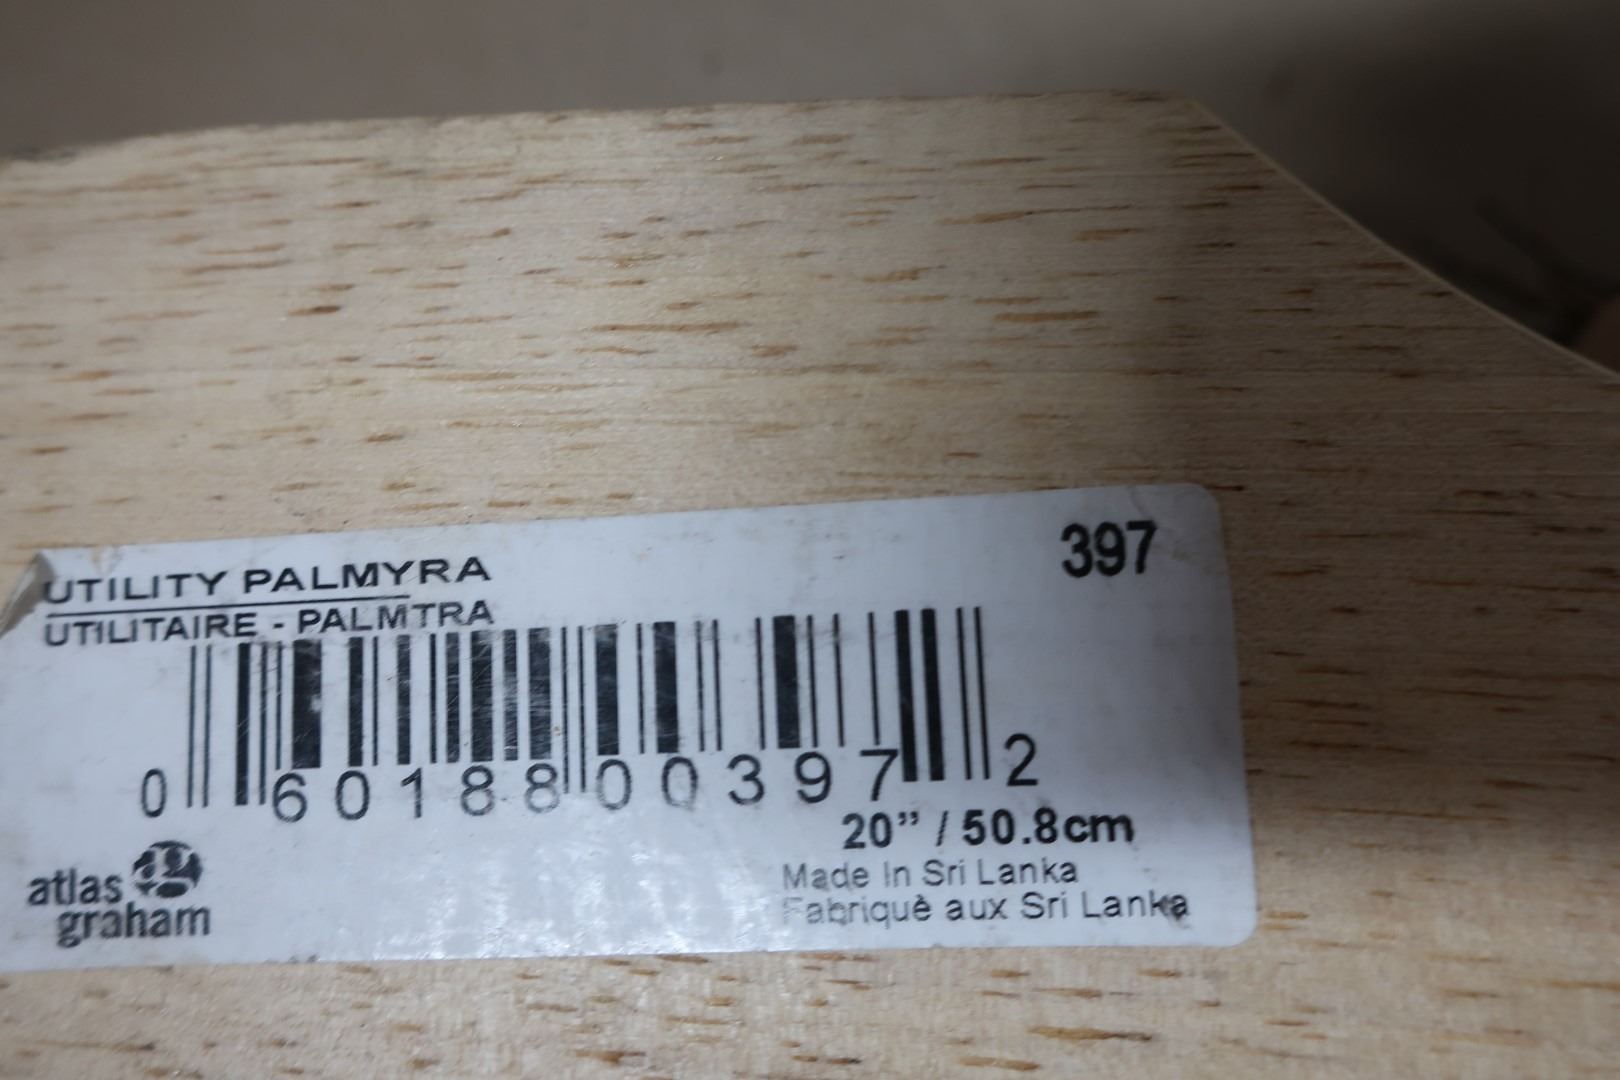 397
UTILITY PALMYRA
UTILITAIRE - PALMTRA
0 60188 00397 2
20” / 50.8cm
Made In Sri Lanka
Fabriquè aux Sri Lanka
atlas
graham